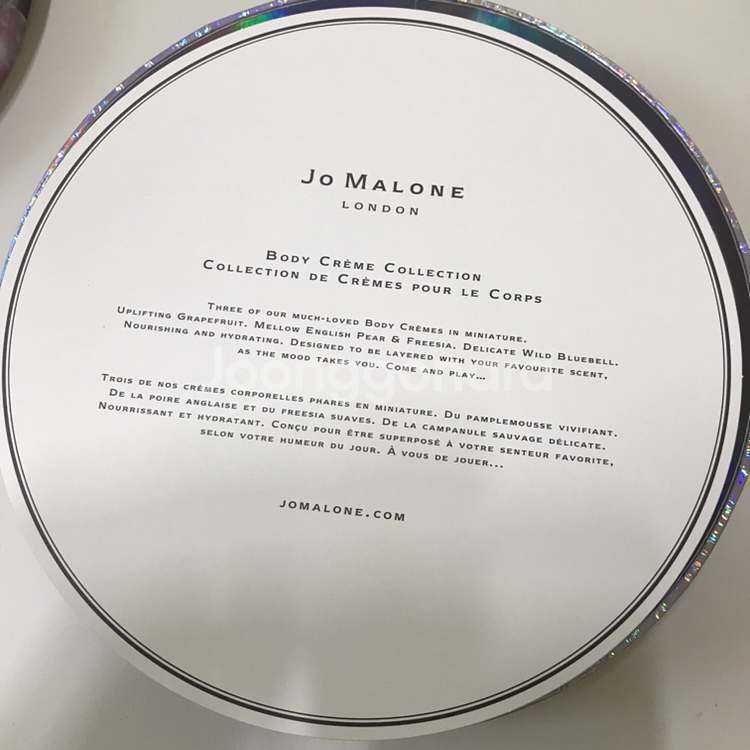 Jo Malone
LONDON
Body Crème Collection
Collection de Crèmes pour le Corps
Three of our much-loved Body Crèmes in miniature.
Uplifting Grapefruit. Mellow English Pear & Freesia. Delicate Wild Bluebell.
Nourishing and hydrating. Designed to be layered with your favourite scent,
as the mood takes you. Come and play...
Trois de nos crèmes corporelles phares en miniature. Du pamplemousse vivifiant.
De la poire anglaise et du freesia suaves. De la campanule sauvage délicate.
Nourrissant et hydratant. Conçu pour être superposé à votre senteur favorite,
selon votre humeur du jour. À vous de jouer...
jomalone.com